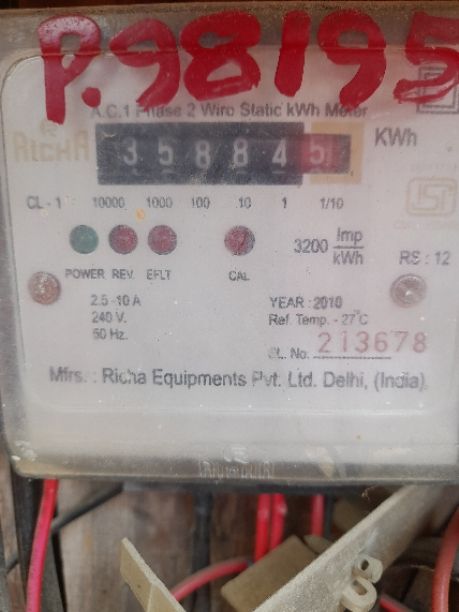 P.98195
A.C.1 Phase 2 Wire Static kWh Meter
RICHA 358845 KWh
CL - 1 10000 1000 100 10 1 1/10
ISI
3200 Imp/kWh RS : 12
POWER REV. EFLT CAL
2.5 -10 A YEAR : 2010
240 V. Ref. Temp. - 27°C
50 Hz. SL. No. 213678
Mfrs. : Richa Equipments Pvt. Ltd. Delhi, (India)